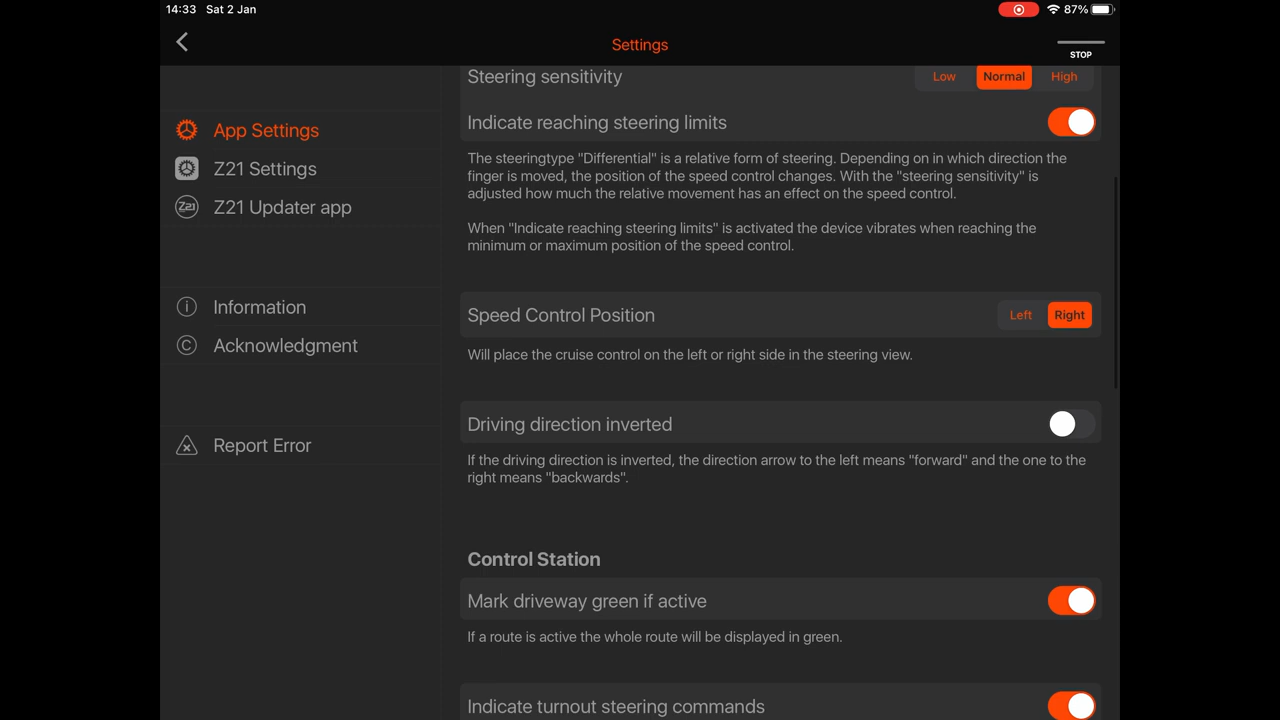 14:33 Sat 2 Jan
87%
Settings
STOP
App Settings
Z21 Settings
Z21 Updater app
Information
Acknowledgment
Report Error
Steering sensitivity
Low Normal High
Indicate reaching steering limits
The steeringtype "Differential" is a relative form of steering. Depending on in which direction the
finger is moved, the position of the speed control changes. With the "steering sensitivity" is
adjusted how much the relative movement has an effect on the speed control.
When "Indicate reaching steering limits" is activated the device vibrates when reaching the
minimum or maximum position of the speed control.
Speed Control Position
Left Right
Will place the cruise control on the left or right side in the steering view.
Driving direction inverted
If the driving direction is inverted, the direction arrow to the left means "forward" and the one to the
right means "backwards".
Control Station
Mark driveway green if active
If a route is active the whole route will be displayed in green.
Indicate turnout steering commands